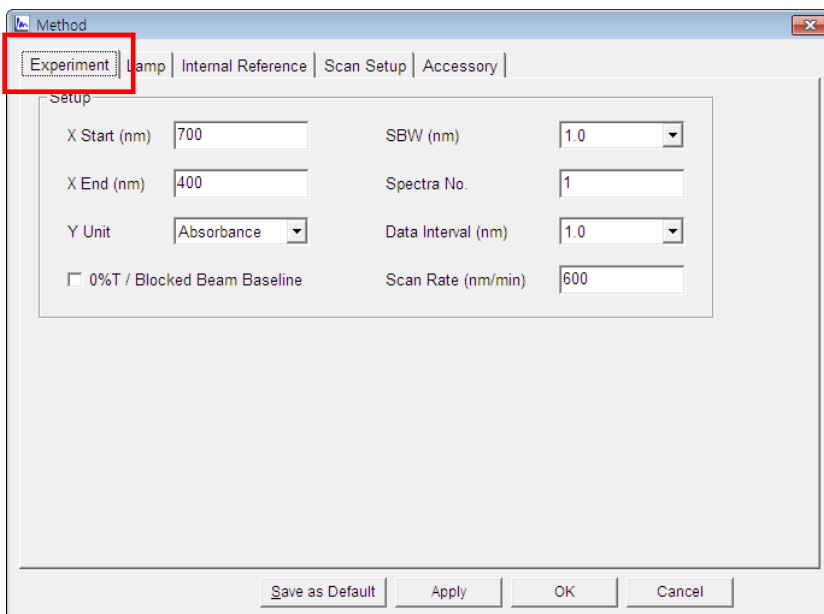 Method
Experiment Lamp Internal Reference Scan Setup Accessory
Setup
X Start (nm) 700 SBW (nm) 1.0
X End (nm) 400 Spectra No. 1
Y Unit Absorbance Data Interval (nm) 1.0
0%T / Blocked Beam Baseline Scan Rate (nm/min) 600
Save as Default Apply OK Cancel